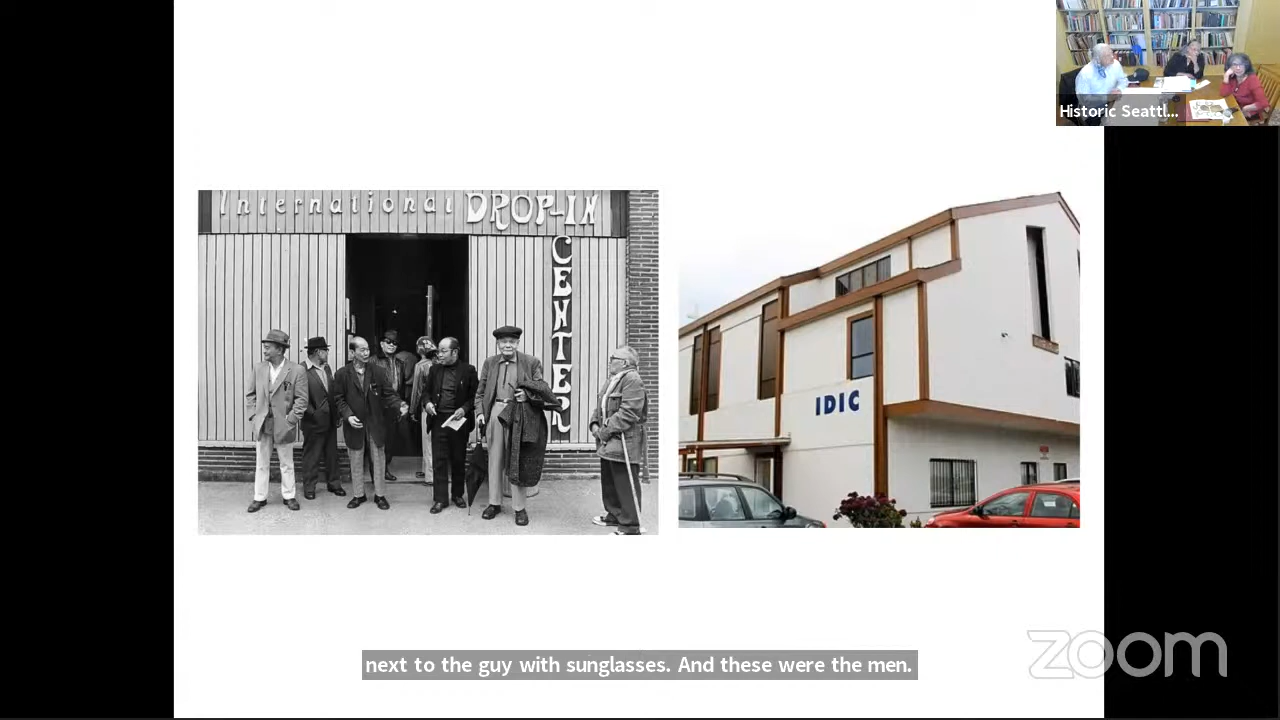 Historic Seattl...
International DROP-IN
CENTER
IDIC
next to the guy with sunglasses. And these were the men.
zoom